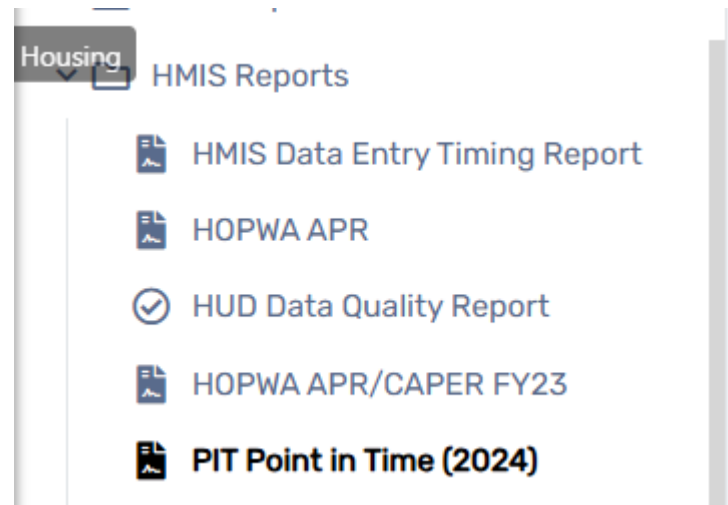 Housing
HMIS Reports
HMIS Data Entry Timing Report
HOPWA APR
HUD Data Quality Report
HOPWA APR/CAPER FY23
PIT Point in Time (2024)